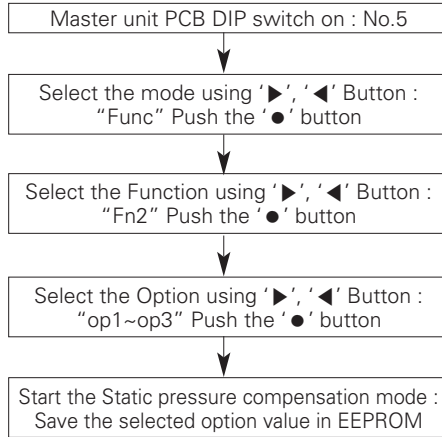 Master unit PCB DIP switch on : No.5
Select the mode using ‘▶’, ‘◀’ Button :
“Func” Push the ‘●’ button
Select the Function using ‘▶’, ‘◀’ Button :
“Fn2” Push the ‘●’ button
Select the Option using ‘▶’, ‘◀’ Button :
“op1~op3” Push the ‘●’ button
Start the Static pressure compensation mode :
Save the selected option value in EEPROM